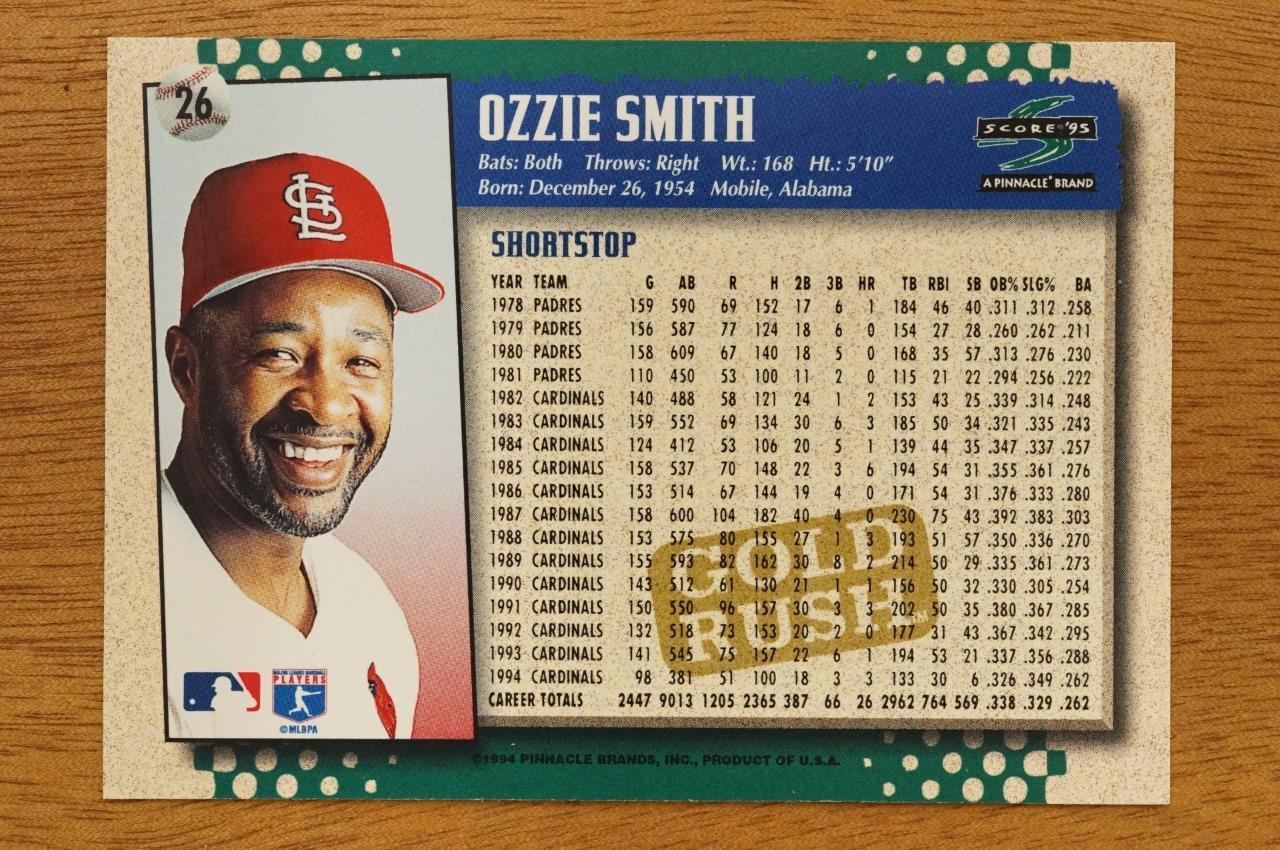 26
OZZIE SMITH
Bats: Both Throws: Right Wt.: 168 Ht.: 5'10"
Born: December 26, 1954 Mobile, Alabama
SCORE '95
A PINNACLE® BRAND
STL
SHORTSTOP
YEAR TEAM G AB R H 2B 3B HR TB RBI SB OB% SLG% BA
1978 PADRES 159 590 69 152 17 6 1 184 46 40 .311 .312 .258
1979 PADRES 156 587 77 124 18 6 0 154 27 28 .260 .262 .211
1980 PADRES 158 609 67 140 18 5 0 168 35 57 .313 .276 .230
1981 PADRES 110 450 53 100 11 2 0 115 21 22 .294 .256 .222
1982 CARDINALS 140 488 58 121 24 1 2 153 43 25 .339 .314 .248
1983 CARDINALS 159 552 69 134 30 6 3 185 50 34 .321 .335 .243
1984 CARDINALS 124 412 53 106 20 5 1 139 44 35 .347 .337 .257
1985 CARDINALS 158 537 70 148 22 3 6 194 54 31 .355 .361 .276
1986 CARDINALS 153 514 67 144 19 4 0 171 54 31 .376 .333 .280
1987 CARDINALS 158 600 104 182 40 4 0 230 75 43 .392 .383 .303
1988 CARDINALS 153 575 80 155 27 1 3 193 51 57 .350 .336 .270
1989 CARDINALS 155 593 82 162 30 8 2 214 50 29 .335 .361 .273
1990 CARDINALS 143 512 61 130 21 1 1 156 50 32 .330 .305 .254
1991 CARDINALS 150 550 96 157 30 3 3 202 50 35 .380 .367 .285
1992 CARDINALS 132 518 73 153 20 2 0 177 31 43 .367 .342 .295
1993 CARDINALS 141 545 75 157 22 6 1 194 53 21 .337 .356 .288
1994 CARDINALS 98 381 51 100 18 3 3 133 30 6 .326 .349 .262
CAREER TOTALS 2447 9013 1205 2365 387 66 26 2962 764 569 .338 .329 .262
GOLD
RUSH™
MAJOR LEAGUE BASEBALL
PLAYERS
©MLBPA
©1994 PINNACLE BRANDS, INC., PRODUCT OF U.S.A.